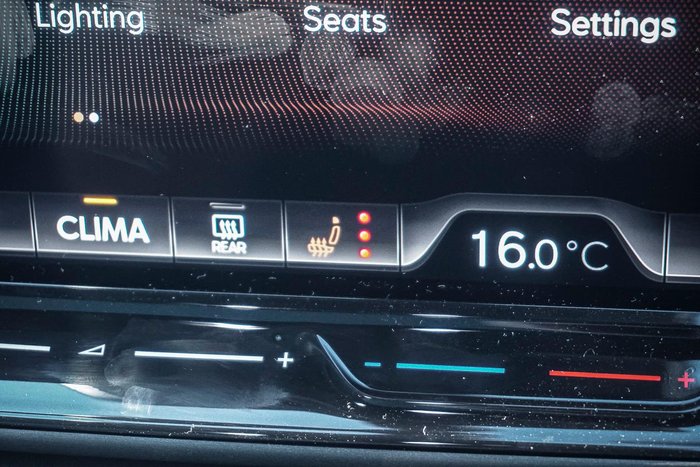 Lighting
Seats
Settings
CLIMA
REAR
16.0°C
+
- +